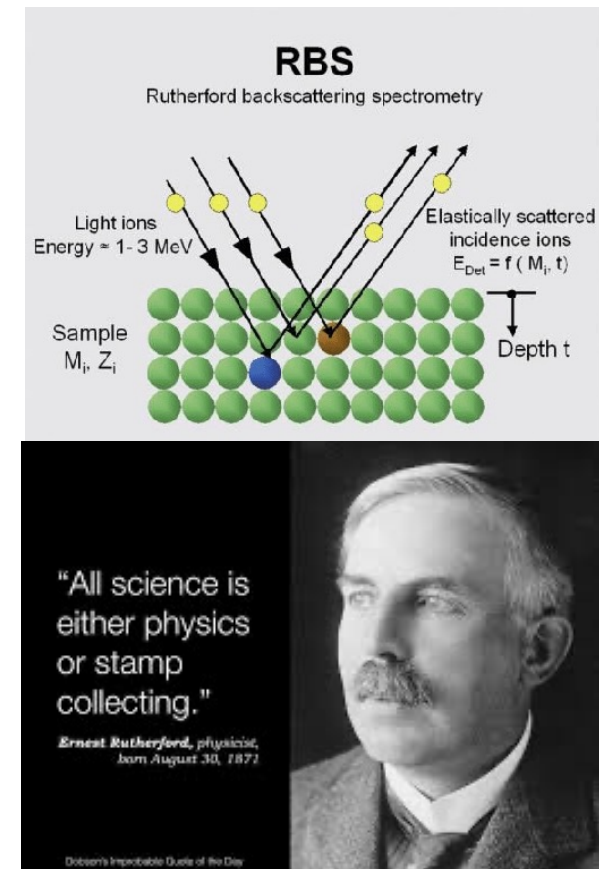 RBS
Rutherford backscattering spectrometry
Light ions
Energy ≈ 1- 3 MeV
Elastically scattered
incidence ions
E_Det = f ( M_i, t)
Sample
M_i, Z_i
Depth t
“All science is
either physics
or stamp
collecting.”
Ernest Rutherford, physicist,
born August 30, 1871
Dobson's Improbable Quote of the Day